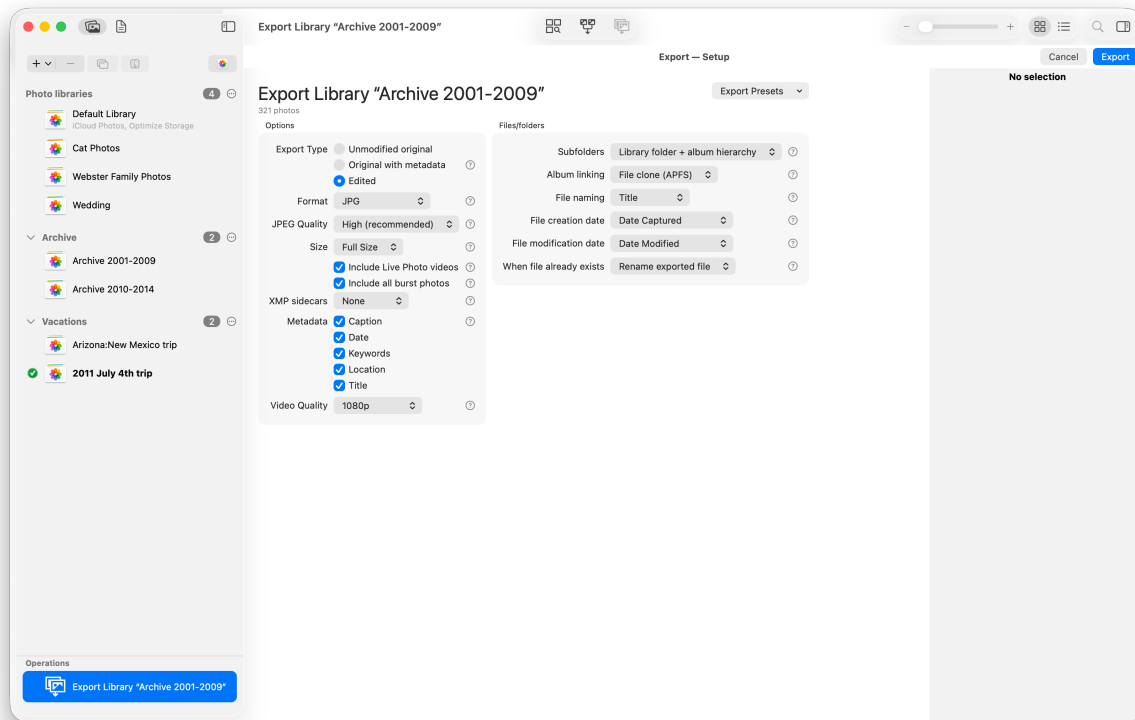 Export Library “Archive 2001-2009”
Export — Setup
Cancel
Export
No selection
Photo libraries
4
Default Library
iCloud Photos, Optimize Storage
Cat Photos
Webster Family Photos
Wedding
Archive
2
Archive 2001-2009
Archive 2010-2014
Vacations
2
Arizona:New Mexico trip
2011 July 4th trip
Operations
Export Library “Archive 2001-2009”
Export Library “Archive 2001-2009”
321 photos
Export Presets
Options
Export Type
Unmodified original
Original with metadata
Edited
Format JPG
JPEG Quality High (recommended)
Size Full Size
Include Live Photo videos
Include all burst photos
XMP sidecars None
Metadata Caption
Date
Keywords
Location
Title
Video Quality 1080p
Files/folders
Subfolders Library folder + album hierarchy
Album linking File clone (APFS)
File naming Title
File creation date Date Captured
File modification date Date Modified
When file already exists Rename exported file